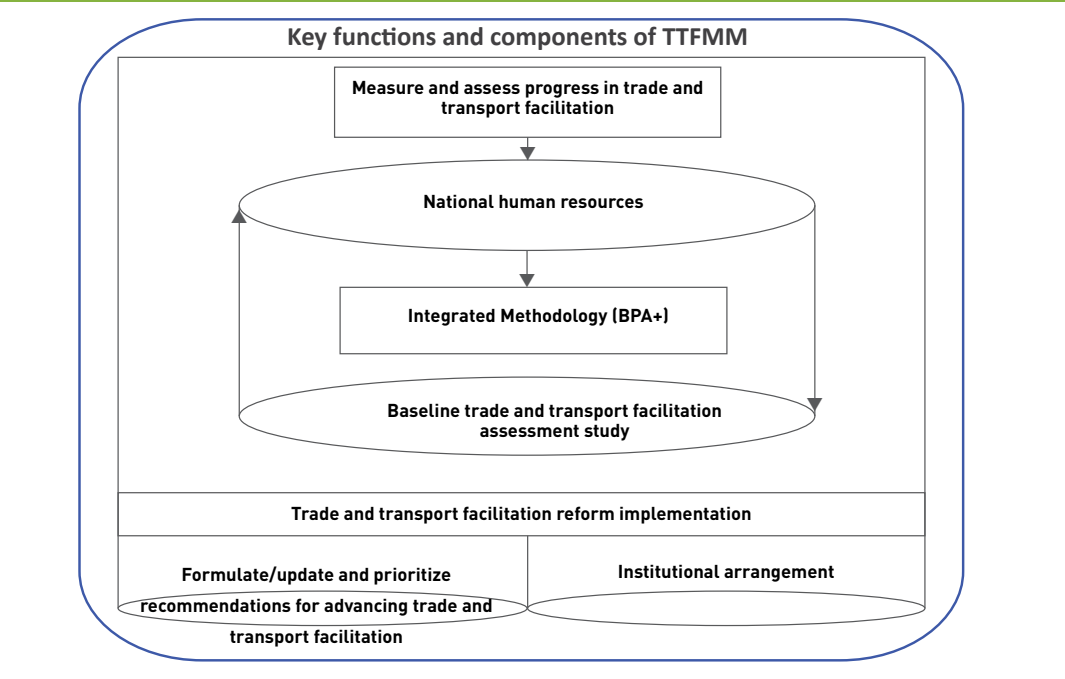 Key functions and components of TTFMM
Measure and assess progress in trade and
transport facilitation
National human resources
Integrated Methodology (BPA+)
Baseline trade and transport facilitation
assessment study
Trade and transport facilitation reform implementation
Formulate/update and prioritize
recommendations for advancing trade and
transport facilitation
Institutional arrangement